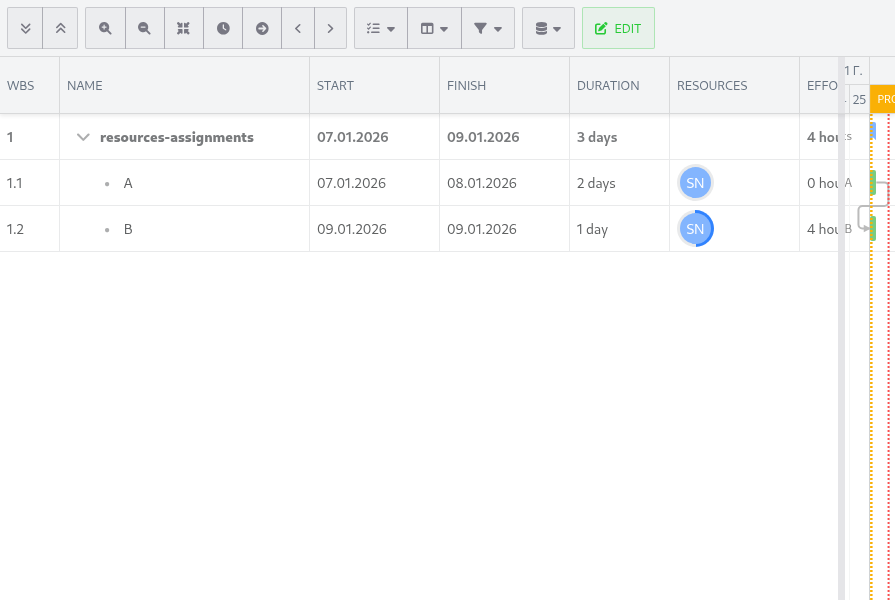 EDIT
WBS NAME START FINISH DURATION RESOURCES EFFO 1 Г.
25 PRO
1 resources-assignments 07.01.2026 09.01.2026 3 days 4 hou ts
1.1 A 07.01.2026 08.01.2026 2 days SN 0 hou A
1.2 B 09.01.2026 09.01.2026 1 day SN 4 hou B